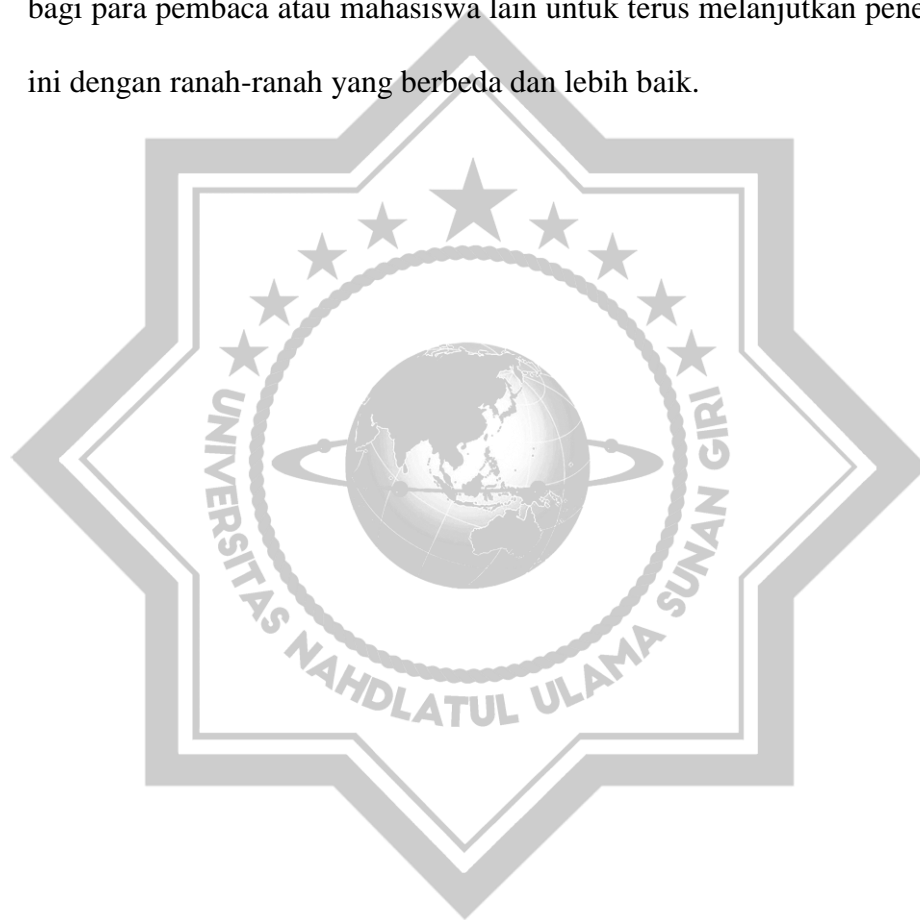 bagi para pembaca atau mahasiswa lain untuk terus melanjutkan
ini dengan ranah-ranah yang berbeda dan lebih baik.
UNIVERSITAS NAHDLATUL ULAMA SUNAN GIRI